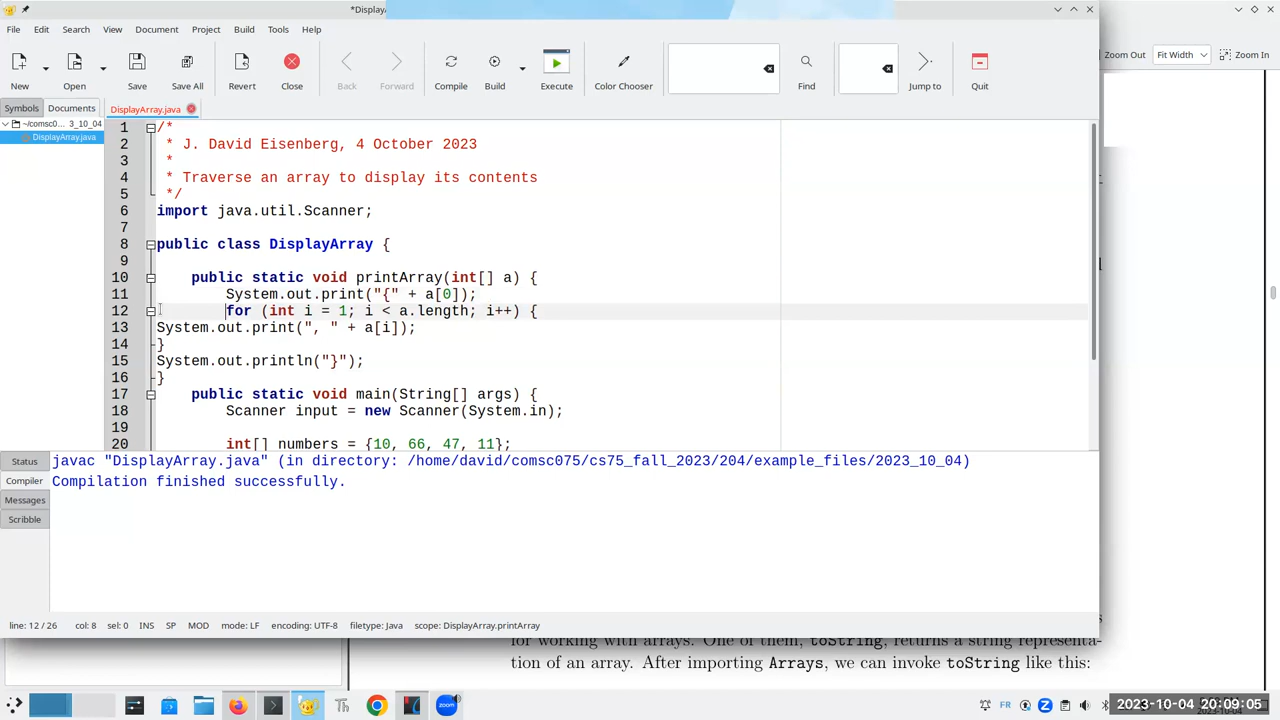 *Display
File Edit Search View Document Project Build Tools Help
New Open Save Save All Revert Close Back Forward Compile Build Execute Color Chooser Find Jump to Quit
Zoom Out Fit Width Zoom In
Symbols Documents
~/comsc0... 3_10_04
DisplayArray.java
DisplayArray.java
1 /*
2 * J. David Eisenberg, 4 October 2023
3 *
4 * Traverse an array to display its contents
5 */
6 import java.util.Scanner;
7
8 public class DisplayArray {
9
10 public static void printArray(int[] a) {
11 System.out.print("{" + a[0]);
12 for (int i = 1; i < a.length; i++) {
13 System.out.print(", " + a[i]);
14 }
15 System.out.println("}");
16 }
17 public static void main(String[] args) {
18 Scanner input = new Scanner(System.in);
19
20 int[] numbers = {10, 66, 47, 11};
Status
Compiler
Messages
Scribble
javac "DisplayArray.java" (in directory: /home/david/comsc075/cs75_fall_2023/204/example_files/2023_10_04)
Compilation finished successfully.
line: 12 / 26 col: 8 sel: 0 INS SP MOD mode: LF encoding: UTF-8 filetype: Java scope: DisplayArray.printArray
for working with arrays. One of them, toString, returns a string representa-
tion of an array. After importing Arrays, we can invoke toString like this:
Th zoom FR 2023-10-04 20:09:05